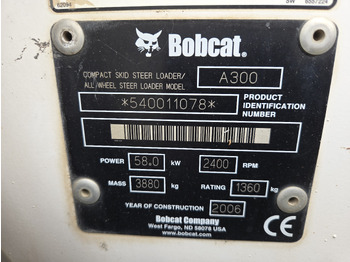 62094
Bobcat.
COMPACT SKID STEER LOADER/
ALL WHEEL STEER LOADER MODEL
A300
*540011078*
PRODUCT
IDENTIFICATION
NUMBER
POWER 58.0 kW 2400 RPM
MASS 3880 kg RATING 1360 kg
YEAR OF CONSTRUCTION 2006
Bobcat Company
West Fargo, ND 58078 USA
www.bobcat.com
CE